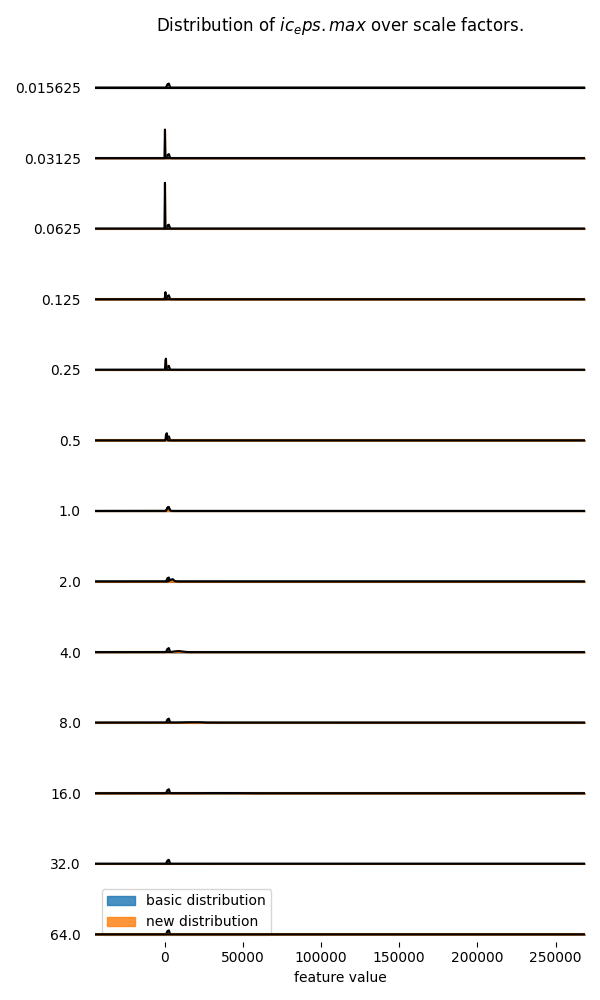 Distribution of ic_eps.max over scale factors.
0.015625
0.03125
0.0625
0.125
0.25
0.5
1.0
2.0
4.0
8.0
16.0
32.0
basic distribution
new distribution
64.0
0 50000 100000 150000 200000 250000
feature value